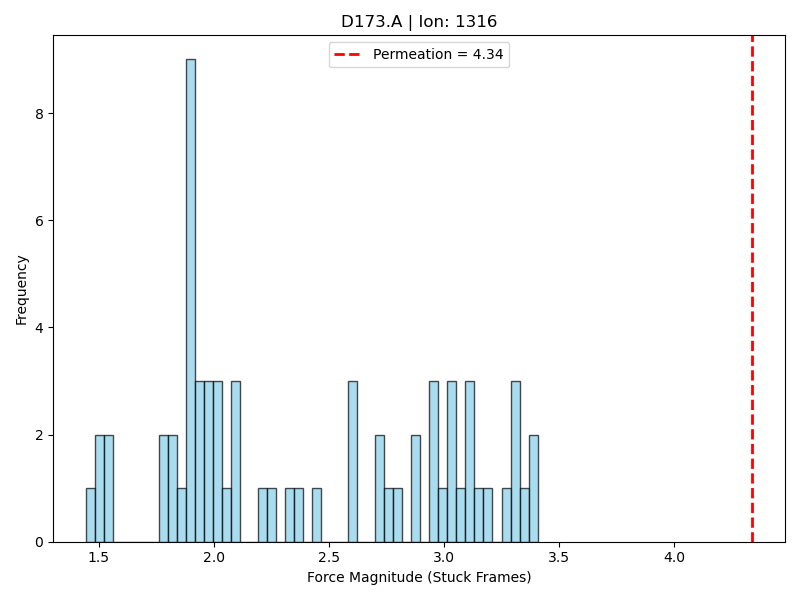 D173.A | Ion: 1316
Permeation = 4.34
Frequency
8
6
4
2
0
1.5 2.0 2.5 3.0 3.5 4.0
Force Magnitude (Stuck Frames)